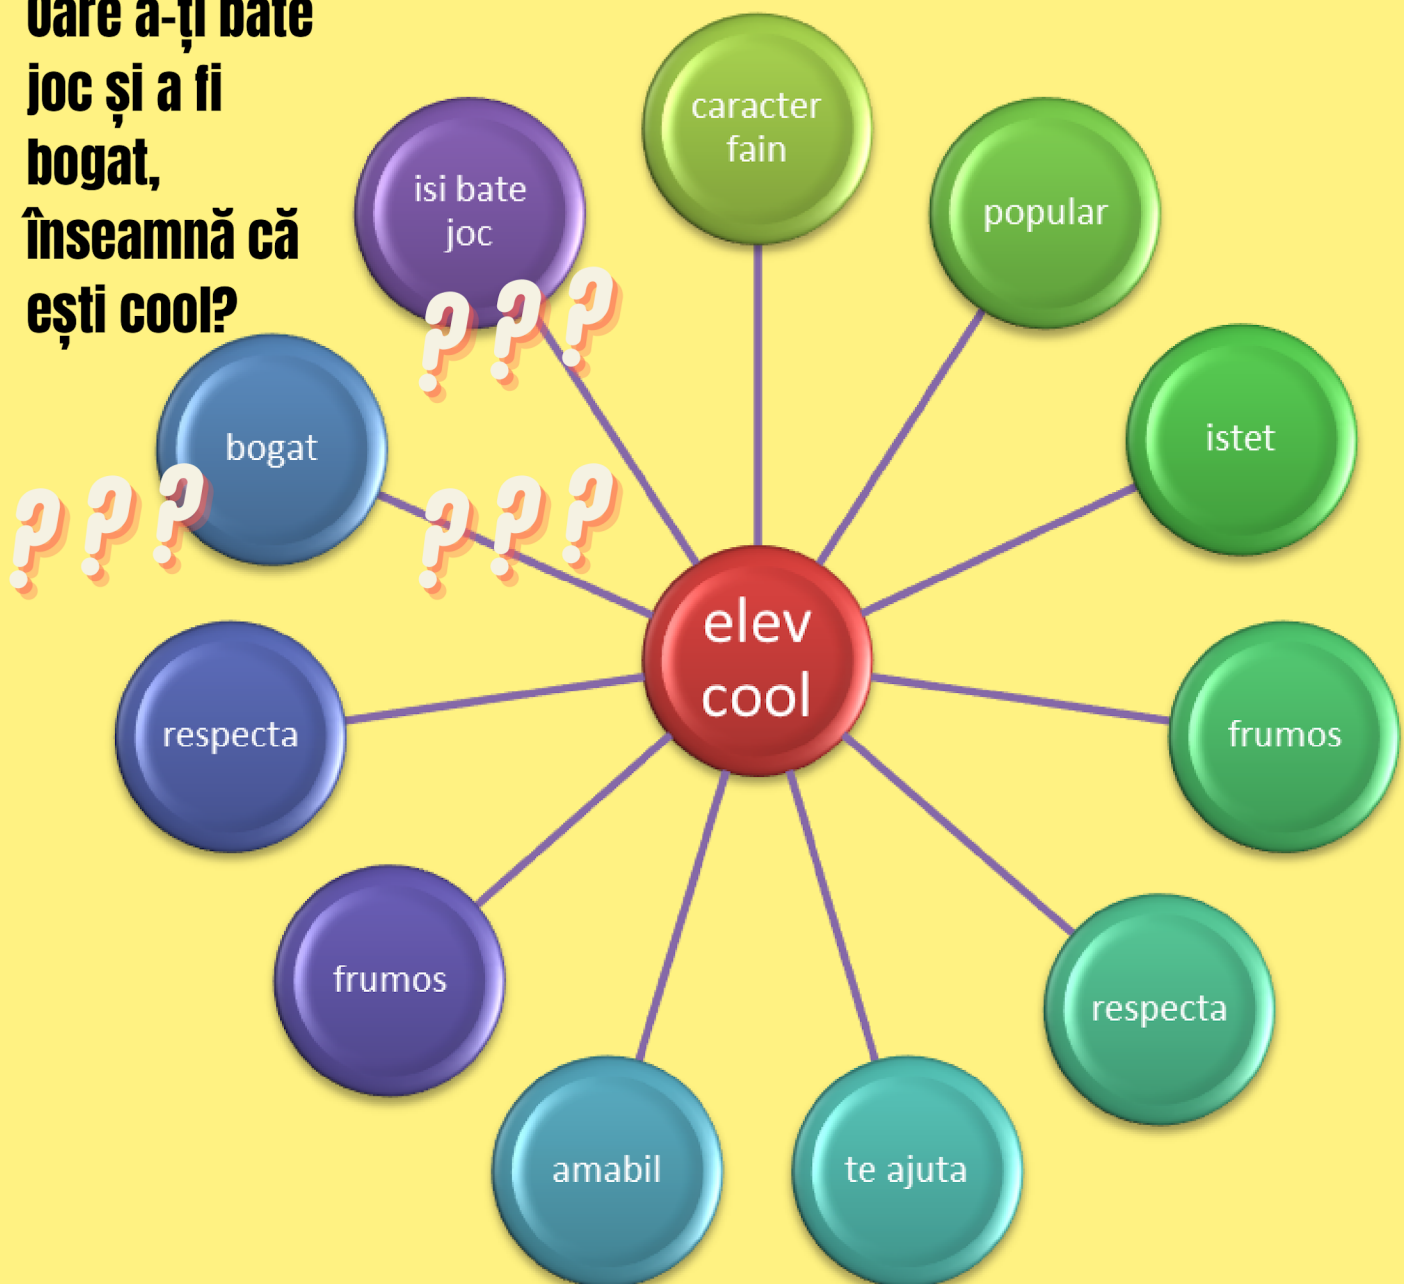 Oare a-ți bate
joc și a fi
bogat,
înseamnă că
ești cool?
caracter
fain
popular
istet
frumos
respecta
te ajuta
amabil
frumos
respecta
bogat
isi bate
joc
elev
cool
???
???
???